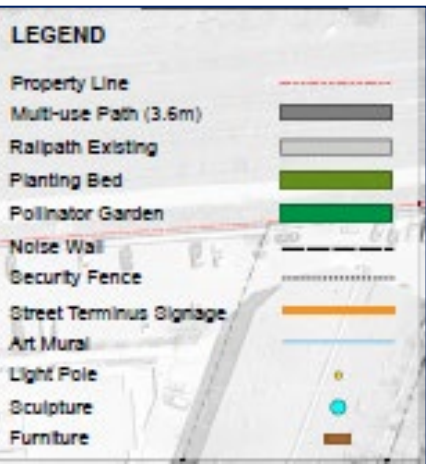 LEGEND
Property Line
Multi-use Path (3.6m)
Railpath Existing
Planting Bed
Pollinator Garden
Noise Wall
Security Fence
Street Terminus Signage
Art Mural
Light Pole
Sculpture
Furniture